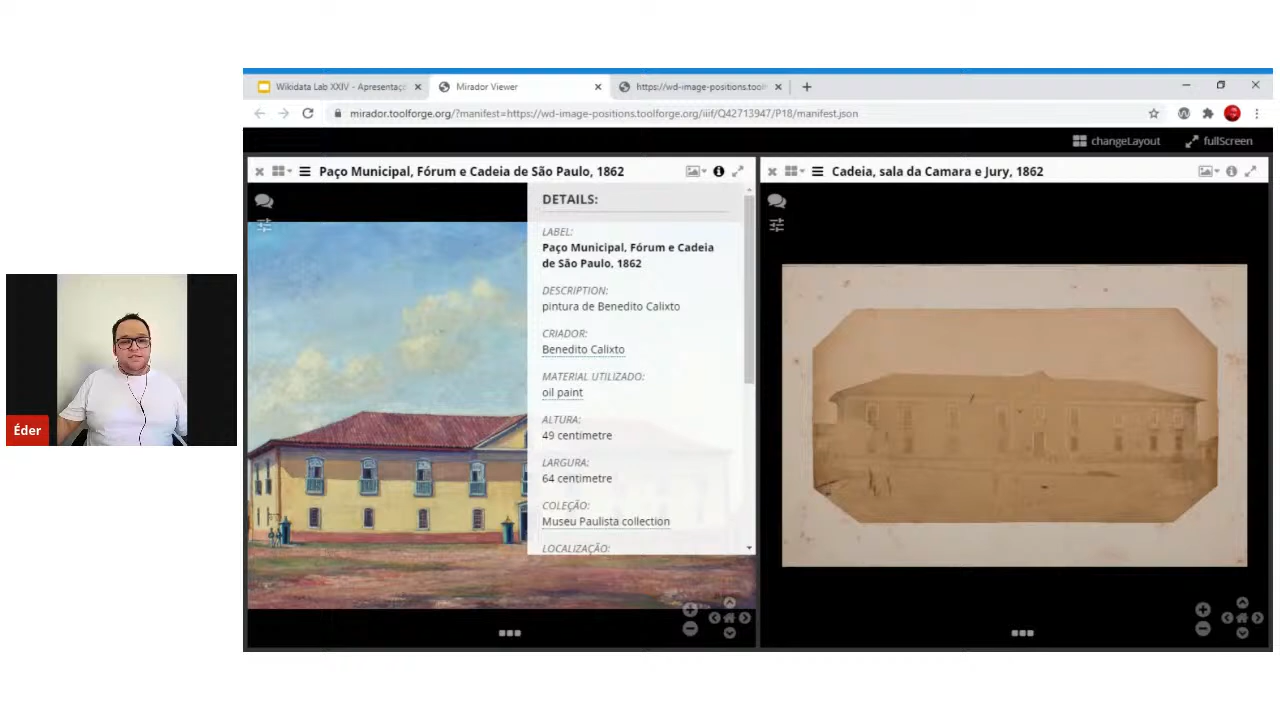 Wikidata Lab XXIV - Apresentaç
Mirador Viewer
https://wd-image-positions.toolf
mirador.toolforge.org/?manifest=https://wd-image-positions.toolforge.org/iiif/Q42713947/P18/manifest.json
changeLayout
fullScreen
Paço Municipal, Fórum e Cadeia de São Paulo, 1862
DETAILS:
LABEL:
Paço Municipal, Fórum e Cadeia
de São Paulo, 1862
DESCRIPTION:
pintura de Benedito Calixto
CRIADOR:
Benedito Calixto
MATERIAL UTILIZADO:
oil paint
ALTURA:
49 centimetre
LARGURA:
64 centimetre
COLEÇÃO:
Museu Paulista collection
LOCALIZAÇÃO:
Cadeia, sala da Camara e Jury, 1862
Éder